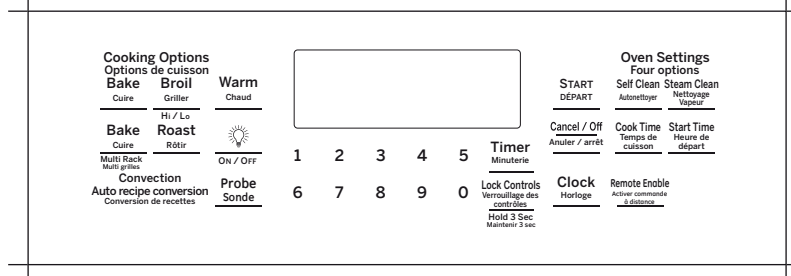 Cooking Options
Options de cuisson
Bake
Cuire
Broil
Griller
Hi / Lo
Warm
Chaud
Bake
Cuire
Multi Rack
Multi grilles
Roast
Rôtir
ON / OFF
Convection
Auto recipe conversion
Conversion de recettes
Probe
Sonde
1 2 3 4 5
6 7 8 9 0
Timer
Minuterie
Lock Controls
Verrouillage des
contrôles
Hold 3 Sec
Maintenir 3 sec
START
DÉPART
Cancel / Off
Anuler / arrêt
Clock
Horloge
Oven Settings
Four options
Self Clean
Autonettoyer
Steam Clean
Nettoyage
Vapeur
Cook Time
Temps de
cuisson
Start Time
Heure de
départ
Remote Enable
Activer commande
à distance